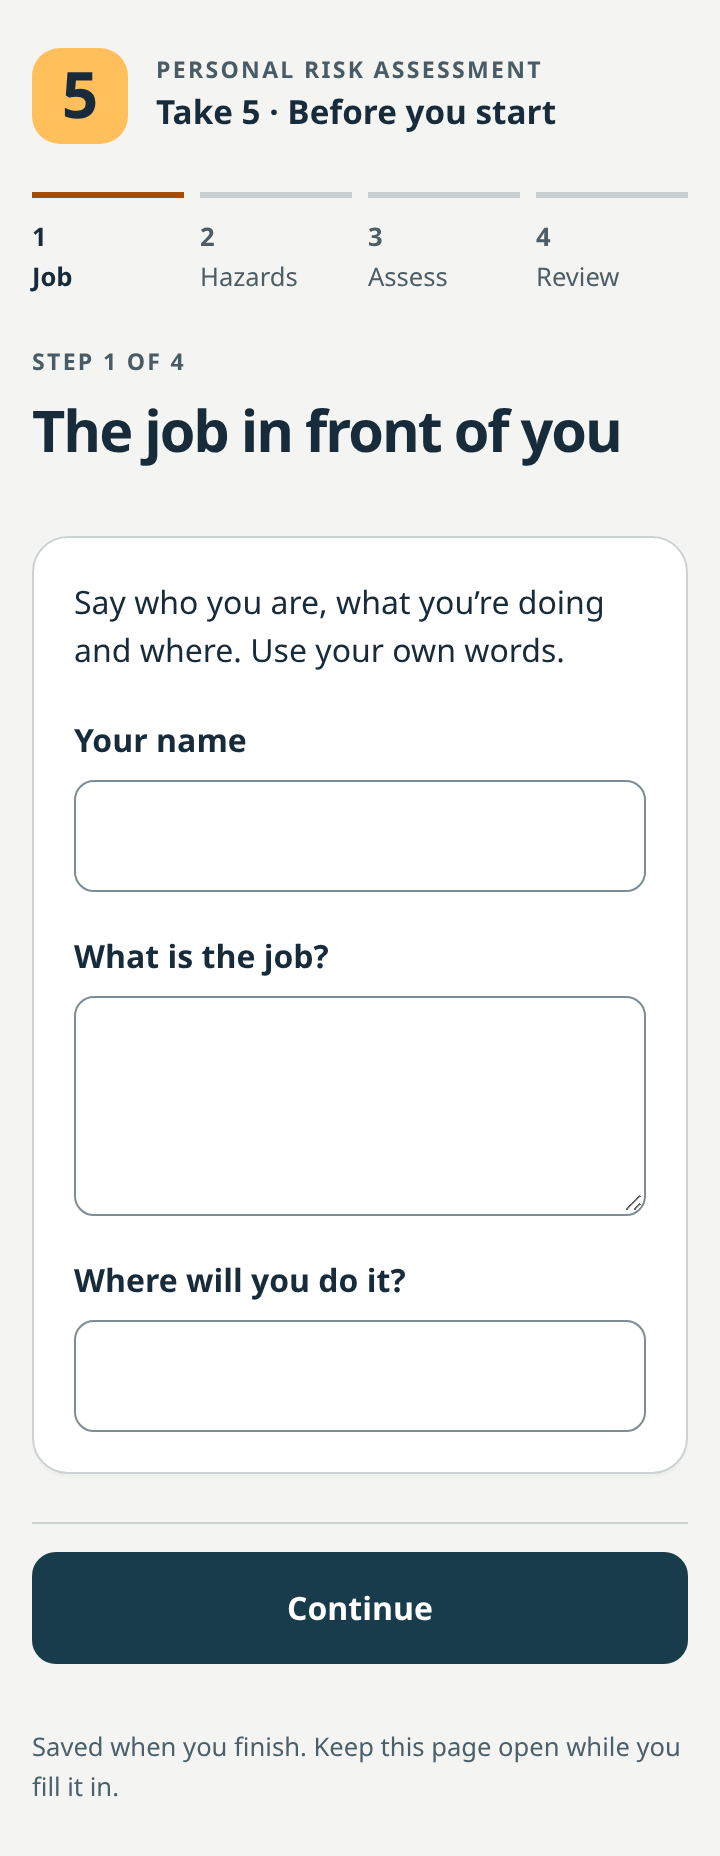 5
PERSONAL RISK ASSESSMENT
Take 5 · Before you start
1
Job
2
Hazards
3
Assess
4
Review
STEP 1 OF 4
The job in front of you
Say who you are, what you’re doing
and where. Use your own words.
Your name
What is the job?
Where will you do it?
Continue
Saved when you finish. Keep this page open while you
fill it in.